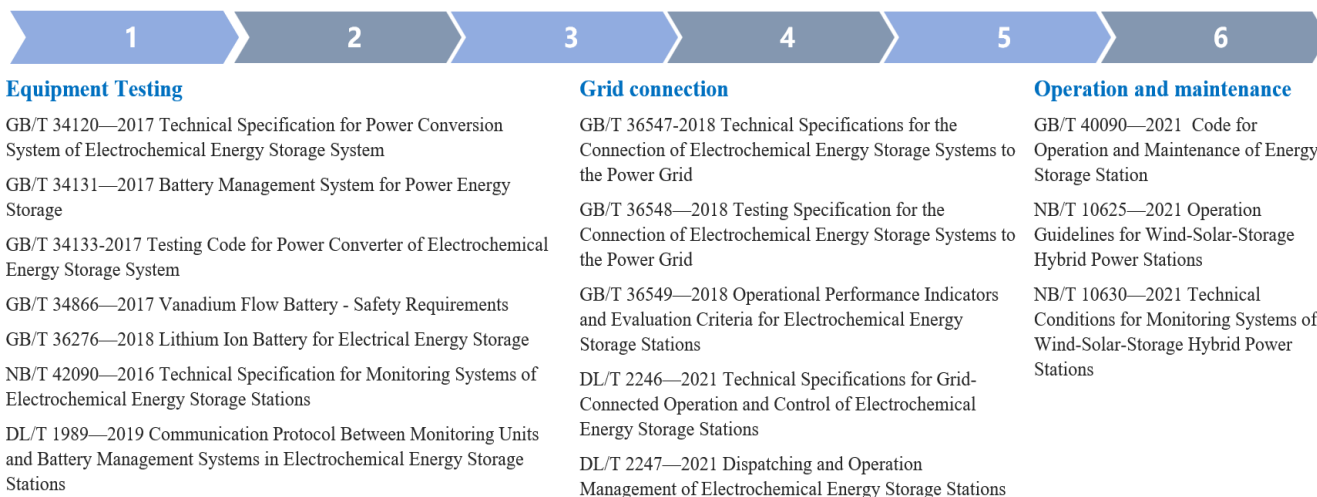 1
2
3
4
5
6
Equipment Testing
GB/T 34120—2017 Technical Specification for Power Conversion
System of Electrochemical Energy Storage System
GB/T 34131—2017 Battery Management System for Power Energy
Storage
GB/T 34133-2017 Testing Code for Power Converter of Electrochemical
Energy Storage System
GB/T 34866—2017 Vanadium Flow Battery - Safety Requirements
GB/T 36276—2018 Lithium Ion Battery for Electrical Energy Storage
NB/T 42090—2016 Technical Specification for Monitoring Systems of
Electrochemical Energy Storage Stations
DL/T 1989—2019 Communication Protocol Between Monitoring Units
and Battery Management Systems in Electrochemical Energy Storage
Stations
Grid connection
GB/T 36547-2018 Technical Specifications for the
Connection of Electrochemical Energy Storage Systems to
the Power Grid
GB/T 36548—2018 Testing Specification for the
Connection of Electrochemical Energy Storage Systems to
the Power Grid
GB/T 36549—2018 Operational Performance Indicators
and Evaluation Criteria for Electrochemical Energy
Storage Stations
DL/T 2246—2021 Technical Specifications for Grid-
Connected Operation and Control of Electrochemical
Energy Storage Stations
DL/T 2247—2021 Dispatching and Operation
Management of Electrochemical Energy Storage Stations
Operation and maintenance
GB/T 40090—2021 Code for
Operation and Maintenance of Energy
Storage Station
NB/T 10625—2021 Operation
Guidelines for Wind-Solar-Storage
Hybrid Power Stations
NB/T 10630—2021 Technical
Conditions for Monitoring Systems of
Wind-Solar-Storage Hybrid Power
Stations